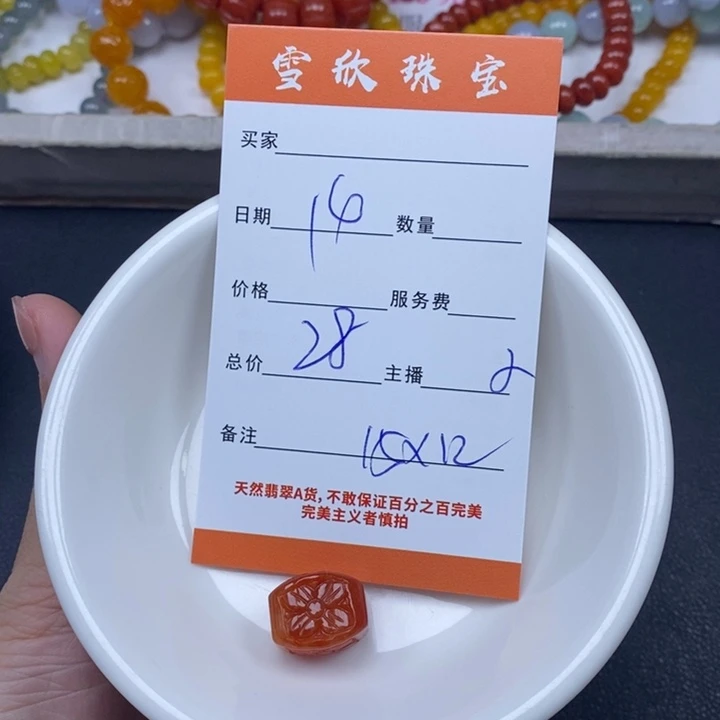 雪欣珠宝
买家
日期 14 数量
价格 服务费
总价 28 主播
备注
天然翡翠A货,不敢保证百分之百完美
完美主义者慎拍